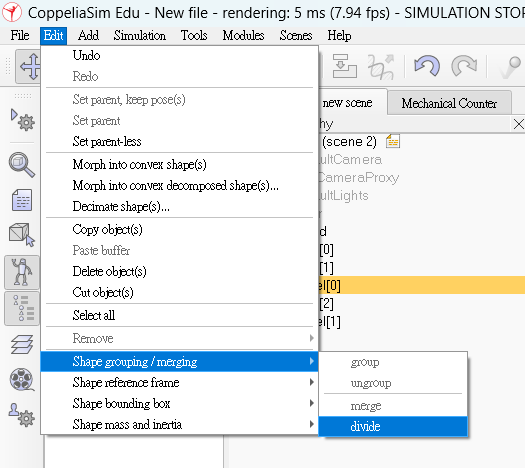 CoppeliaSim Edu - New file - rendering: 5 ms (7.94 fps) - SIMULATION STOP
File Edit Add Simulation Tools Modules Scenes Help
Undo
Redo
Set parent, keep pose(s)
Set parent
Set parent-less
Morph into convex shape(s)
Morph into convex decomposed shape(s)...
Decimate shape(s)...
Copy object(s)
Paste buffer
Delete object(s)
Cut object(s)
Select all
Remove
Shape grouping / merging
Shape reference frame
Shape bounding box
Shape mass and inertia
group
ungroup
merge
divide
new scene Mechanical Counter
hy
(scene 2)
ultCamera
CameraProxy
ultLights
r
d
[0]
[1]
el[0]
[2]
el[1]